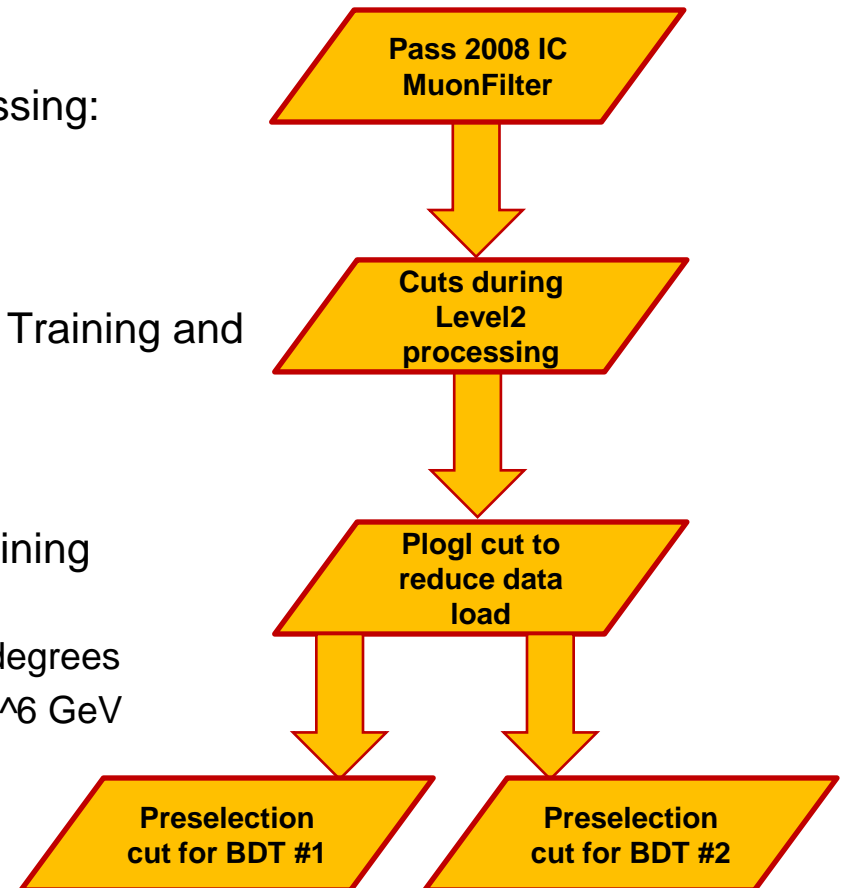 Pass 2008 IC
MuonFilter
ssing:
Cuts during
Level2
processing
Training and
Plogl cut to
reduce data
load
ining
degrees
^6 GeV
Preselection
cut for BDT #1
Preselection
cut for BDT #2